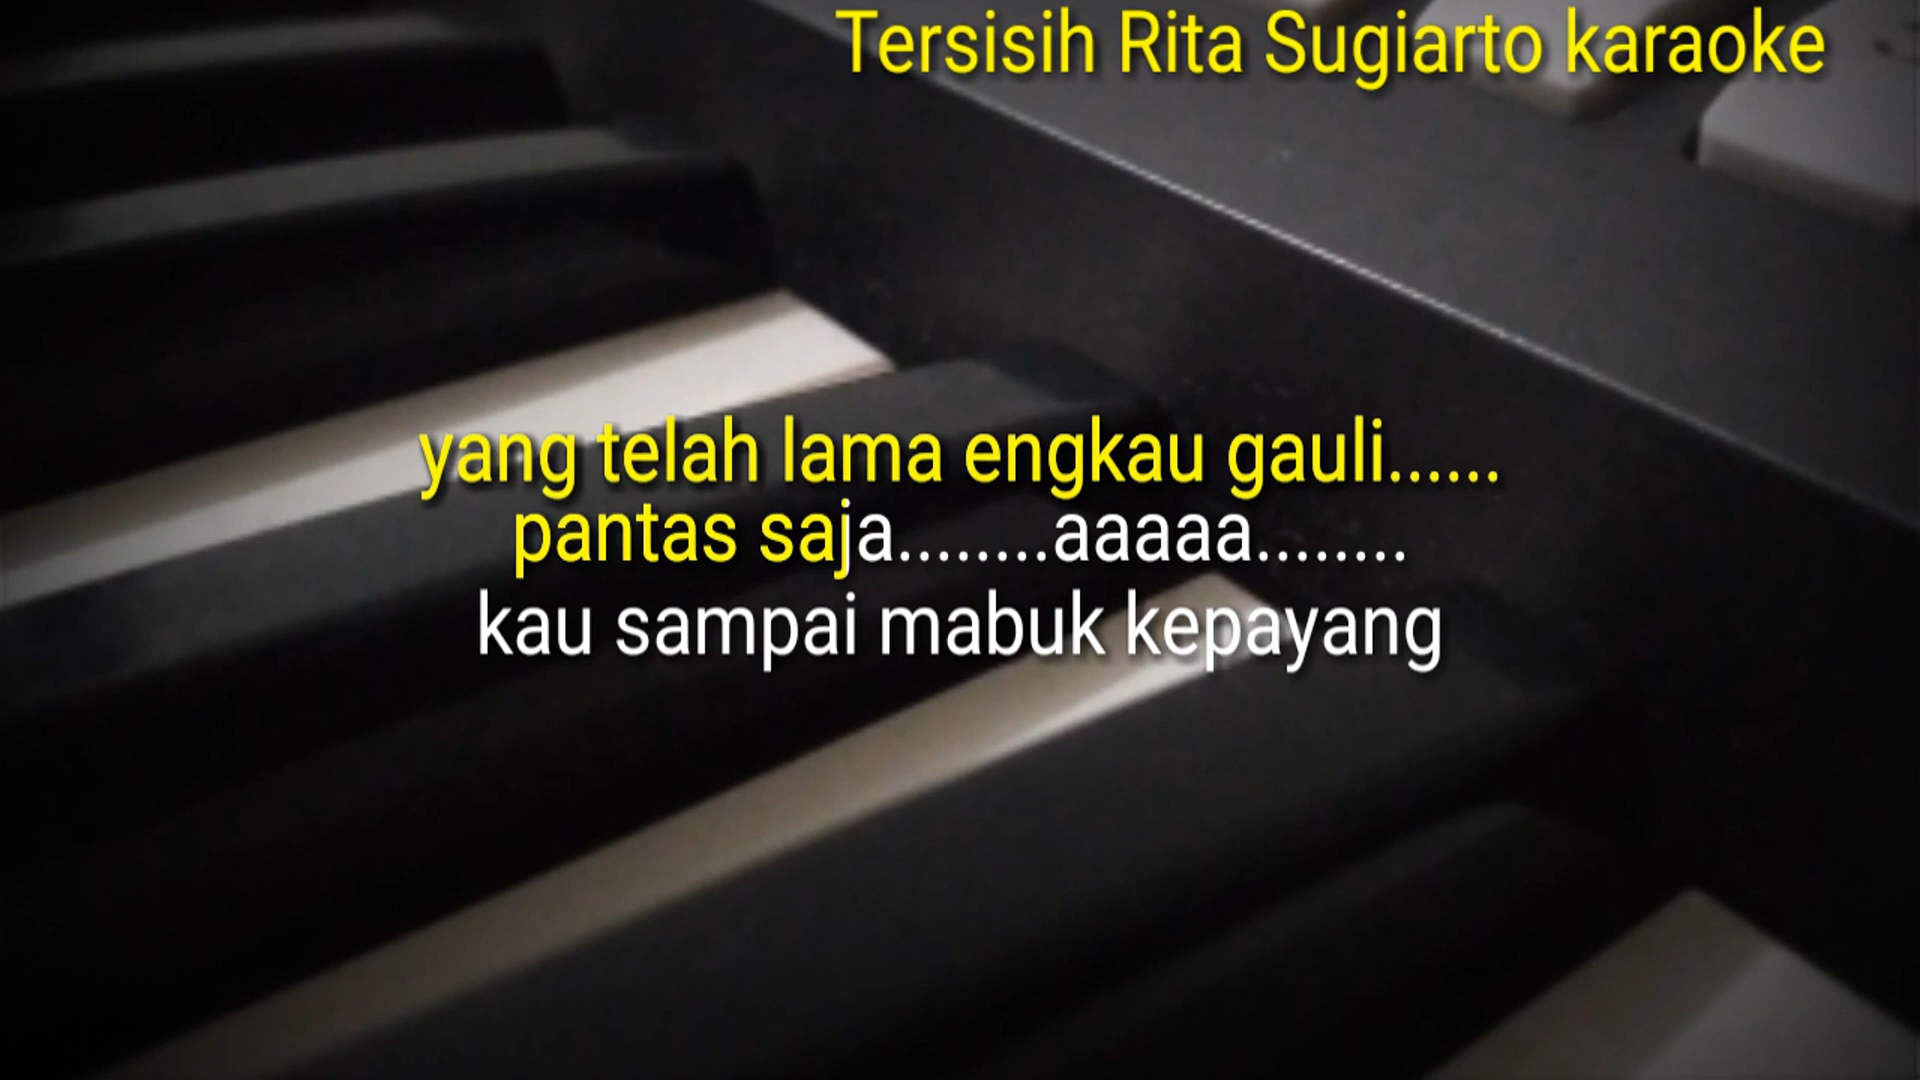 Tersisih Rita Sugiarto karaoke
yang telah lama engkau gauli......
pantas saja........aaaaa........
kau sampai mabuk kepayang